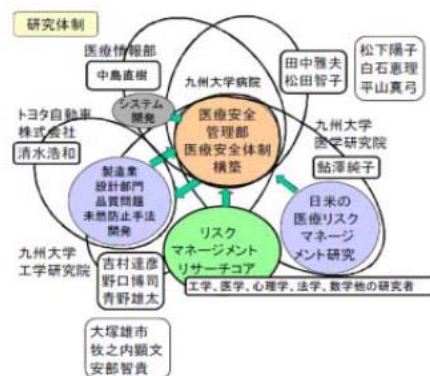 研究体制
医療情報部
中島直樹
九州大学病院
田中雅夫
松田智子
松下陽子
白石恵理
平山真弓
システム
開発
トヨタ自動車
株式会社
清水浩和
医療安全
管理部
医療安全体制
構築
九州大学
医学研究院
鮎澤純子
製造業
設計部門
品質問題
未然防止手法
開発
日米の
医療リスク
マネージ
メント研究
九州大学
工学研究院
吉村達彦
野口博司
青野雄太
リスク
マネージメント
リサーチコア
工学、医学、心理学、法学、数学他の研究者
大塚雄市
牧之内顕文
安部智貴